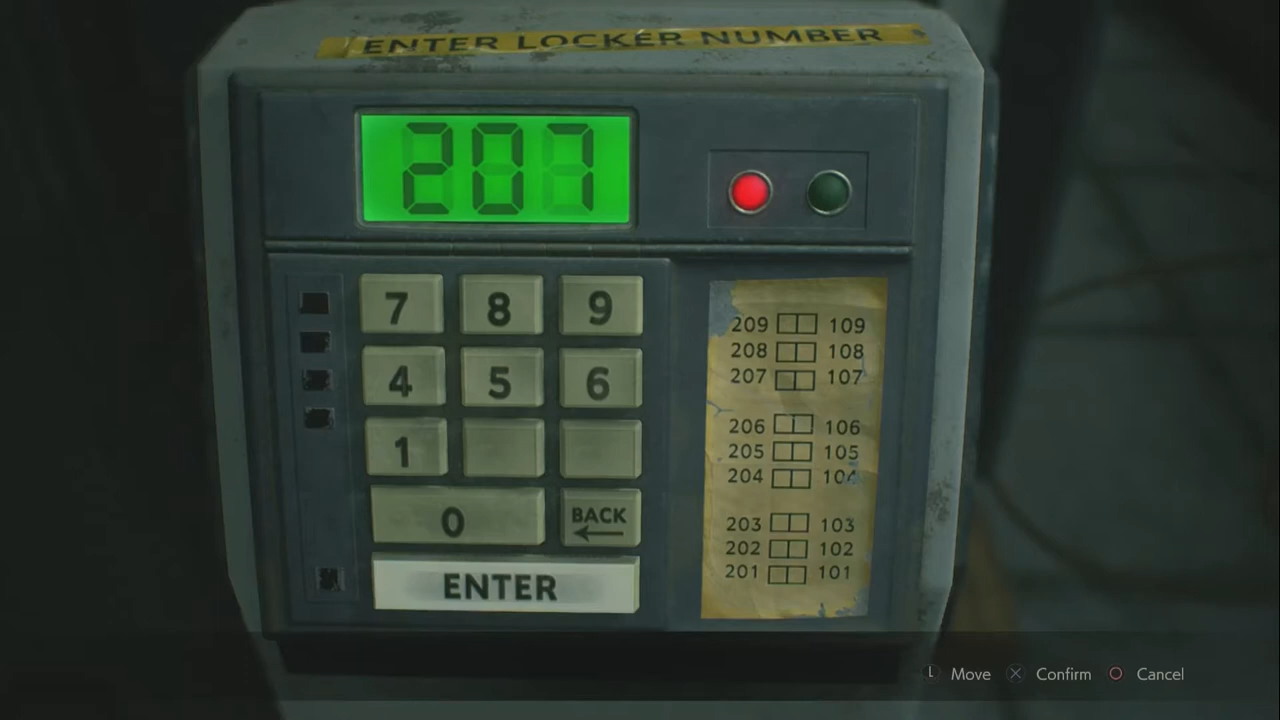 ENTER LOCKER NUMBER
207
7 8 9
4 5 6
1
0 BACK
ENTER
209 109
208 108
207 107
206 106
205 105
204 104
203 103
202 102
201 101
L Move Confirm Cancel